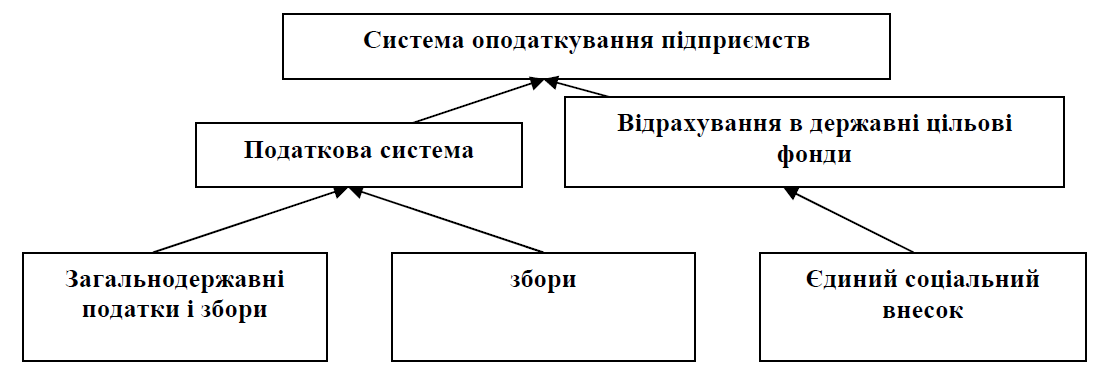 Система оподаткування підприємств
Відрахування в державні цільові
фонди
Податкова система
Загальнодержавні
податки і збори
збори
Єдиний соціальний
внесок